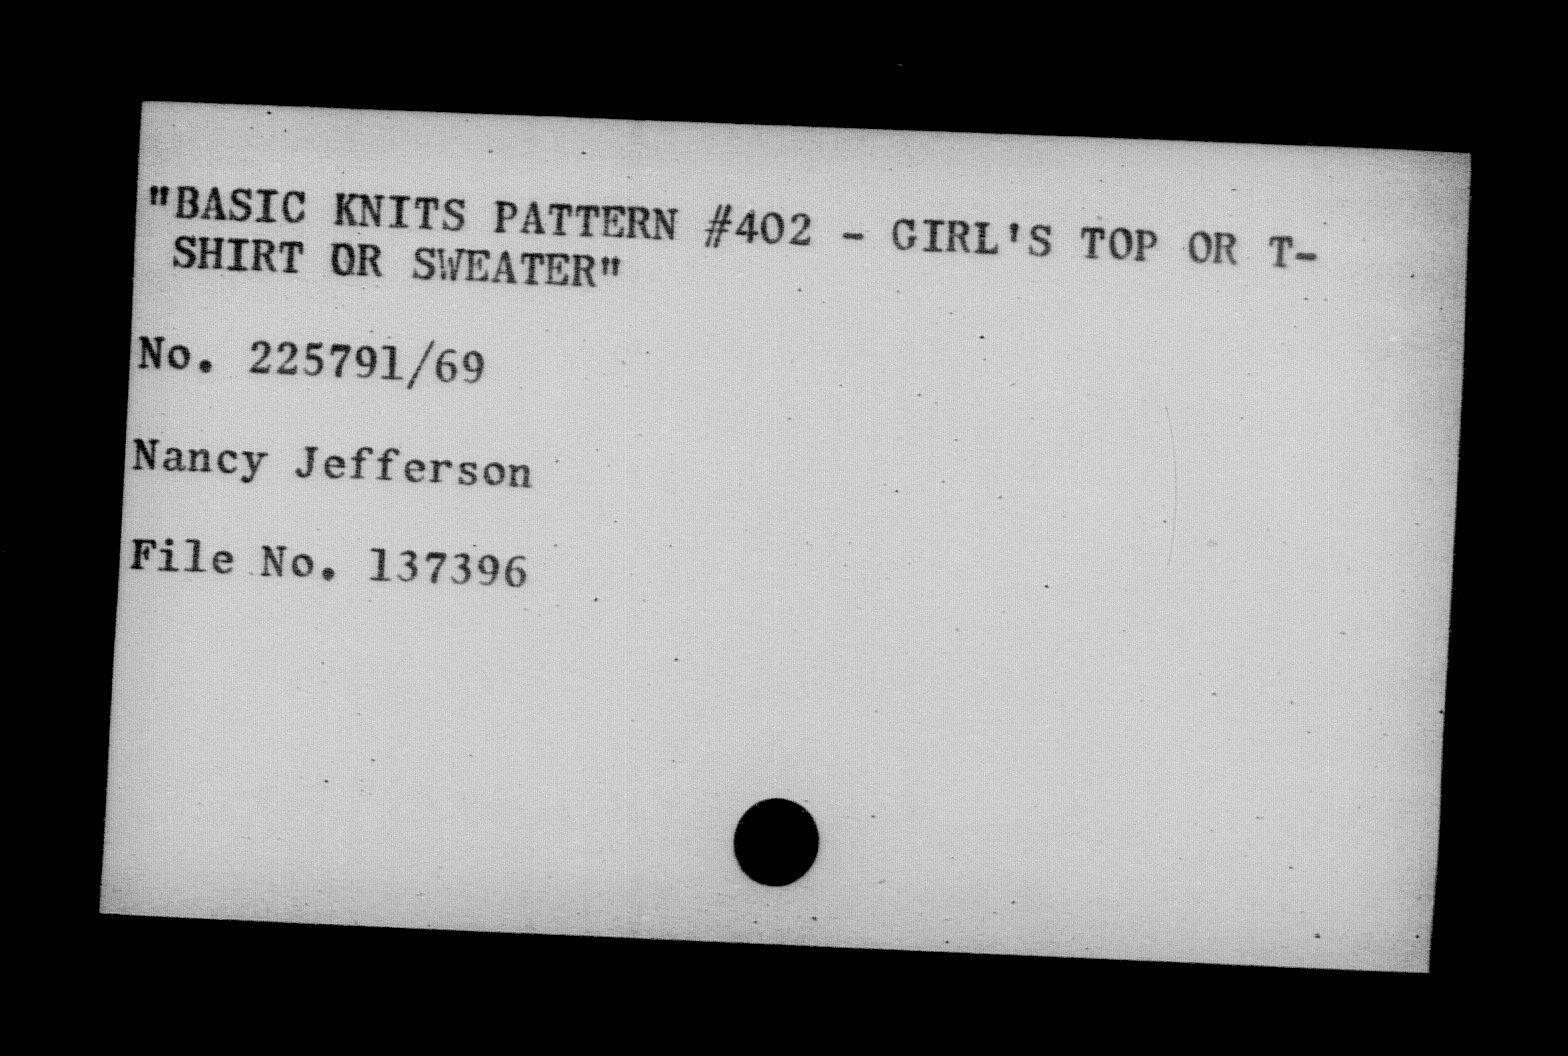 "BASIC KNITS PATTERN #402 - GIRL'S TOP OR T-
SHIRT OR SWEATER"
No. 225791/69
Nancy Jefferson
File No. 137396